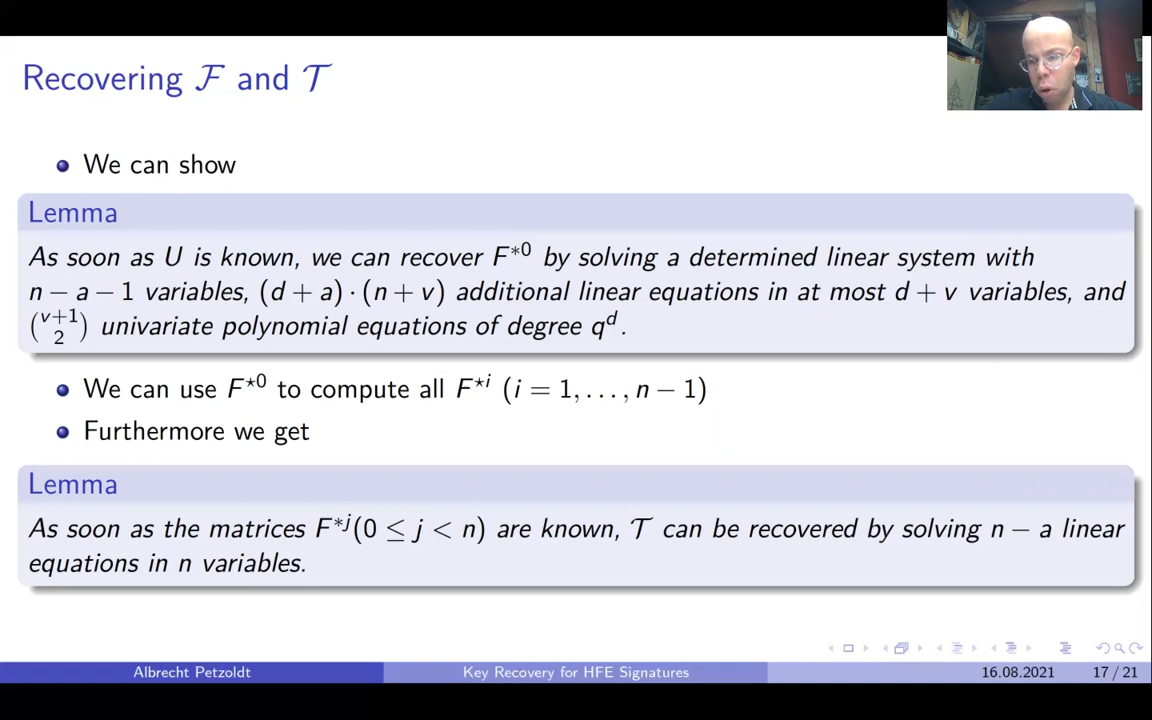 Recovering 𝓕 and 𝓣
We can show
Lemma
As soon as U is known, we can recover F*⁰ by solving a determined linear system with
n − a − 1 variables, (d + a) · (n + v) additional linear equations in at most d + v variables, and
(v+1 2) univariate polynomial equations of degree qᵈ.
We can use F⋆⁰ to compute all F⋆ⁱ (i = 1, . . . , n − 1)
Furthermore we get
Lemma
As soon as the matrices F*ʲ(0 ≤ j < n) are known, 𝓣 can be recovered by solving n − a linear
equations in n variables.
Albrecht Petzoldt
Key Recovery for HFE Signatures
16.08.2021
17 / 21